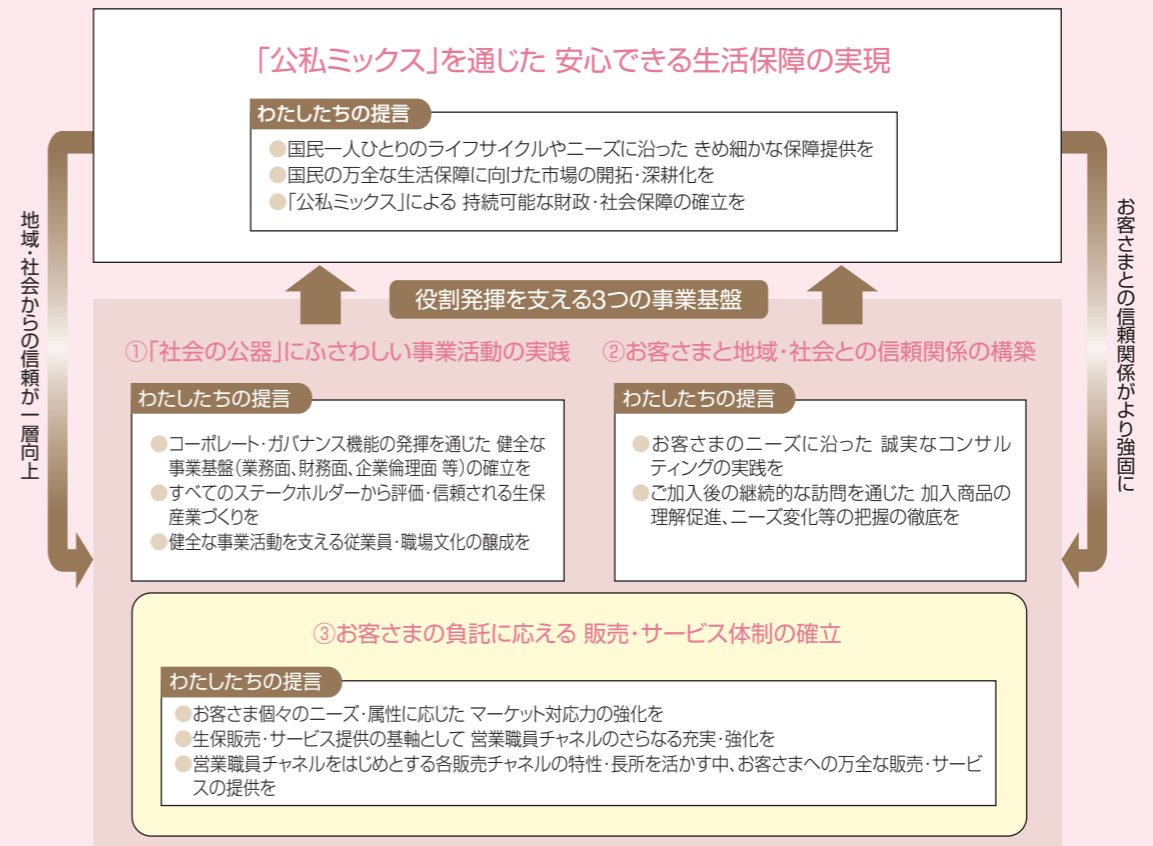 「公私ミックス」を通じた 安心できる生活保障の実現
わたしたちの提言
●国民一人ひとりのライフサイクルやニーズに沿った きめ細かな保障提供を
●国民の万全な生活保障に向けた市場の開拓・深耕化を
●「公私ミックス」による 持続可能な財政・社会保障の確立を
地域・社会からの信頼が一層向上
お客さまとの信頼関係がより強固に
役割発揮を支える3つの事業基盤
①「社会の公器」にふさわしい事業活動の実践
わたしたちの提言
●コーポレート・ガバナンス機能の発揮を通じた 健全な
事業基盤(業務面、財務面、企業倫理面 等)の確立を
●すべてのステークホルダーから評価・信頼される生保
産業づくりを
●健全な事業活動を支える従業員・職場文化の醸成を
②お客さまと地域・社会との信頼関係の構築
わたしたちの提言
●お客さまのニーズに沿った 誠実なコンサル
ティングの実践を
●ご加入後の継続的な訪問を通じた 加入商品の
理解促進、ニーズ変化等の把握の徹底を
③お客さまの負託に応える 販売・サービス体制の確立
わたしたちの提言
●お客さま個々のニーズ・属性に応じた マーケット対応力の強化を
●生保販売・サービス提供の基軸として 営業職員チャネルのさらなる充実・強化を
●営業職員チャネルをはじめとする各販売チャネルの特性・長所を活かす中、お客さまへの万全な販売・サービ
スの提供を